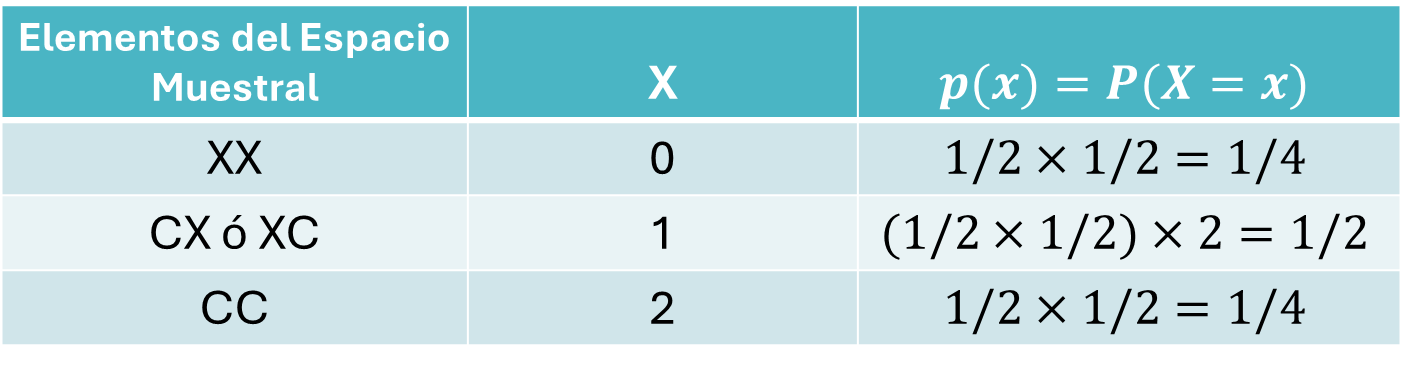 Elementos del Espacio
Muestral
X
p(x) = P(X = x)
XX
0
1/2 × 1/2 = 1/4
CX ó XC
1
(1/2 × 1/2) × 2 = 1/2
CC
2
1/2 × 1/2 = 1/4